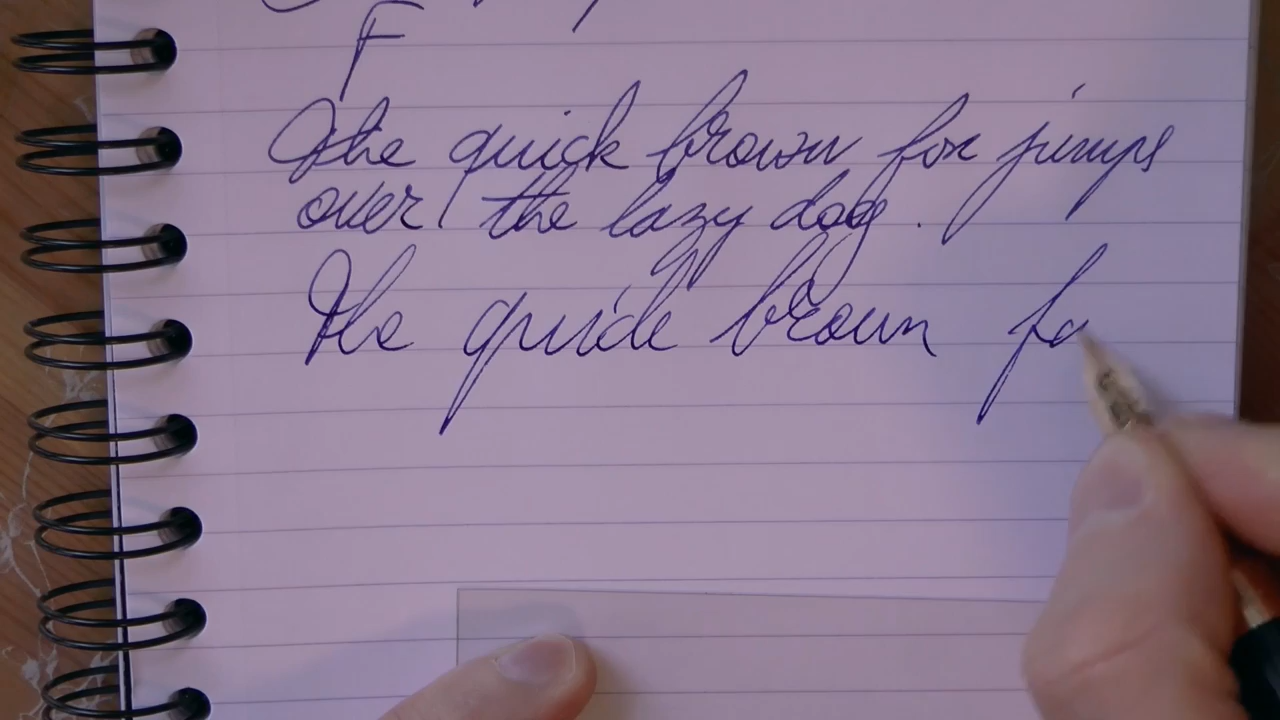 F
The quick brown fox jumps
over the lazy dog.
The quick brown fo